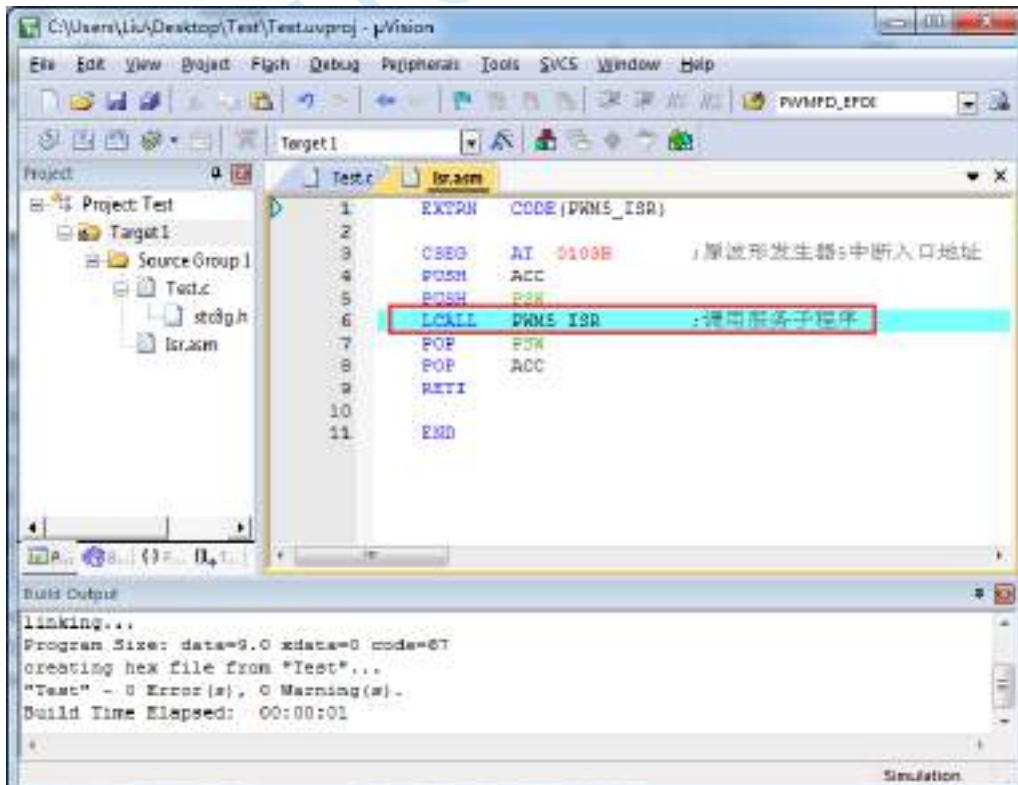 C:\Users\Liu\Desktop\Test\Test.uvproj - µVision
File Edit View Project Flash Debug Peripherals Tools SVCS Window Help
PWMFD_EFDI
Target 1
Project
Test.c Isr.asm
Project: Test
Target 1
Source Group 1
Test.c
stc8g.h
Isr.asm
1 EXTRN CODE(PWM5_ISR)
2
3 CSEG AT 0103H ;原波形发生器5中断入口地址
4 PUSH ACC
5 PUSH PSW
6 LCALL PWM5_ISR ;调用服务子程序
7 POP PSW
8 POP ACC
9 RETI
10
11 END
Build Output
linking...
Program Size: data=9.0 xdata=0 code=67
creating hex file from "Test"...
"Test" - 0 Error(s), 0 Warning(s).
Build Time Elapsed: 00:00:01
Simulation